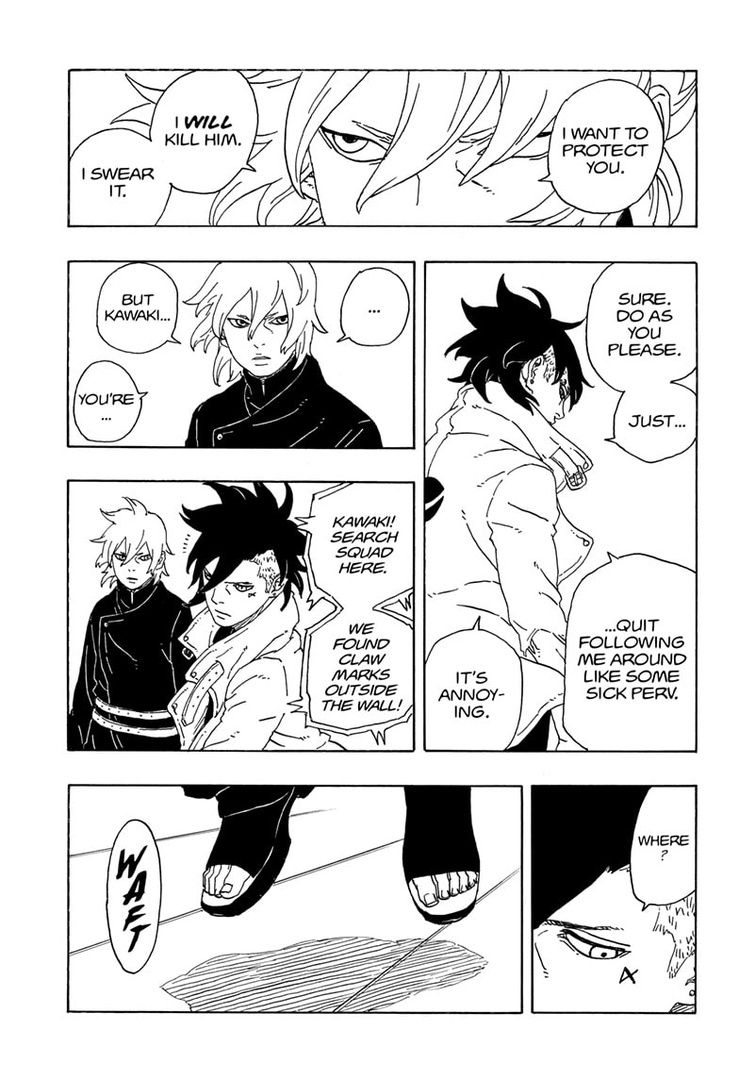 I WANT TO
PROTECT
YOU.
I WILL
KILL HIM.
I SWEAR
IT.
SURE.
DO AS
YOU
PLEASE.
JUST...
...QUIT
FOLLOWING
ME AROUND
LIKE SOME
SICK PERV.
IT'S
ANNOY-
ING.
...
BUT
KAWAKI...
YOU'RE
...
KAWAKI!
SEARCH
SQUAD
HERE.
WE
FOUND
CLAW
MARKS
OUTSIDE
THE WALL!
WHERE
?
WAFT